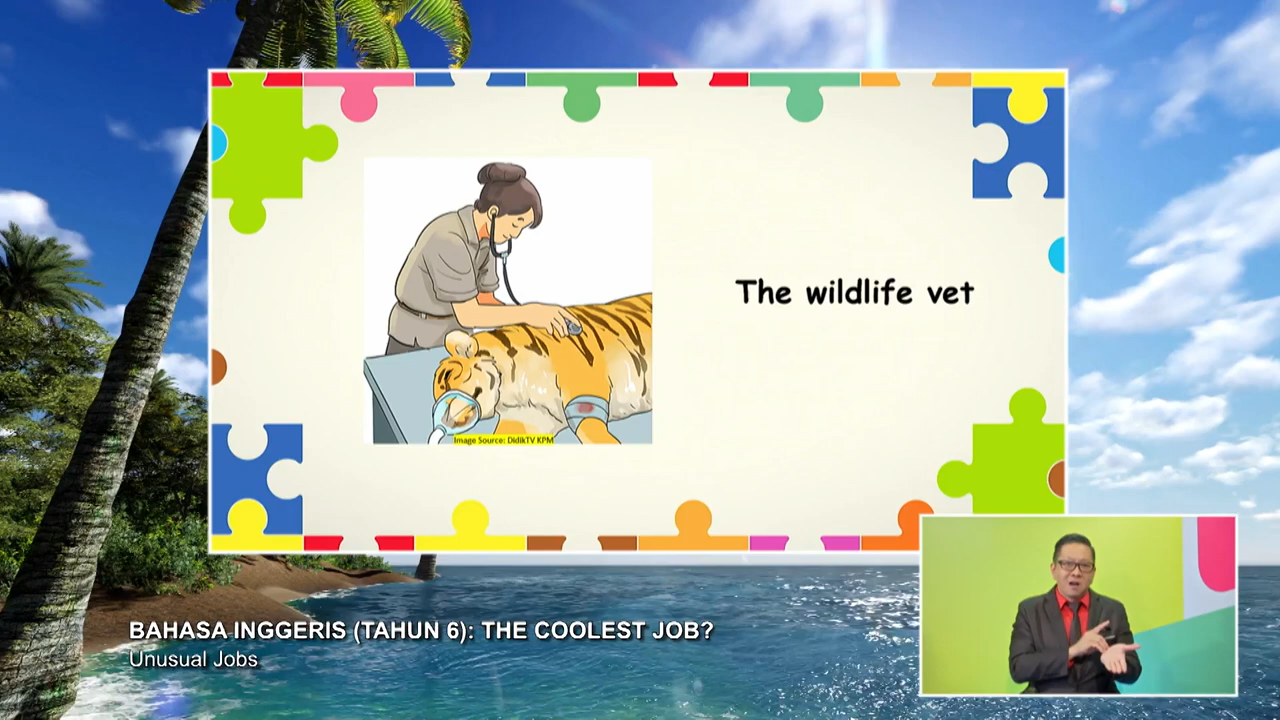 The wildlife vet
Image Source: DidikTV KPM
BAHASA INGGERIS (TAHUN 6): THE COOLEST JOB?
Unusual Jobs